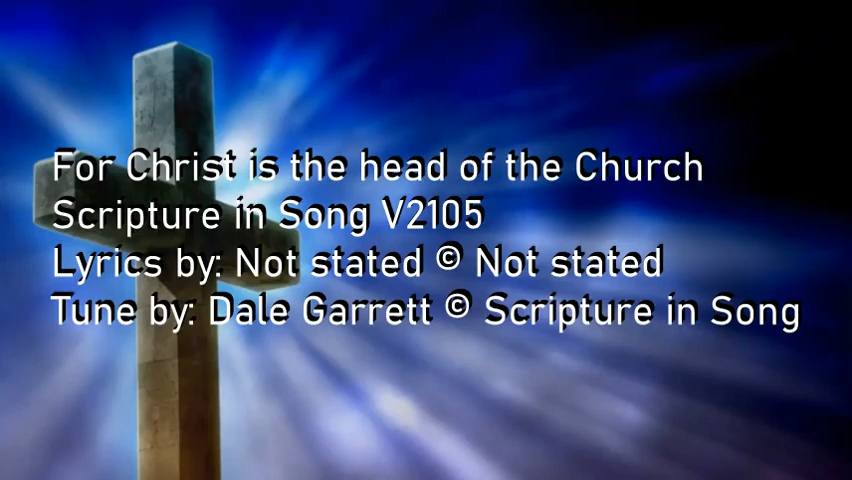 For Christ is the head of the Church
Scripture in Song V2105
Lyrics by: Not stated © Not stated
Tune by: Dale Garrett © Scripture in Song